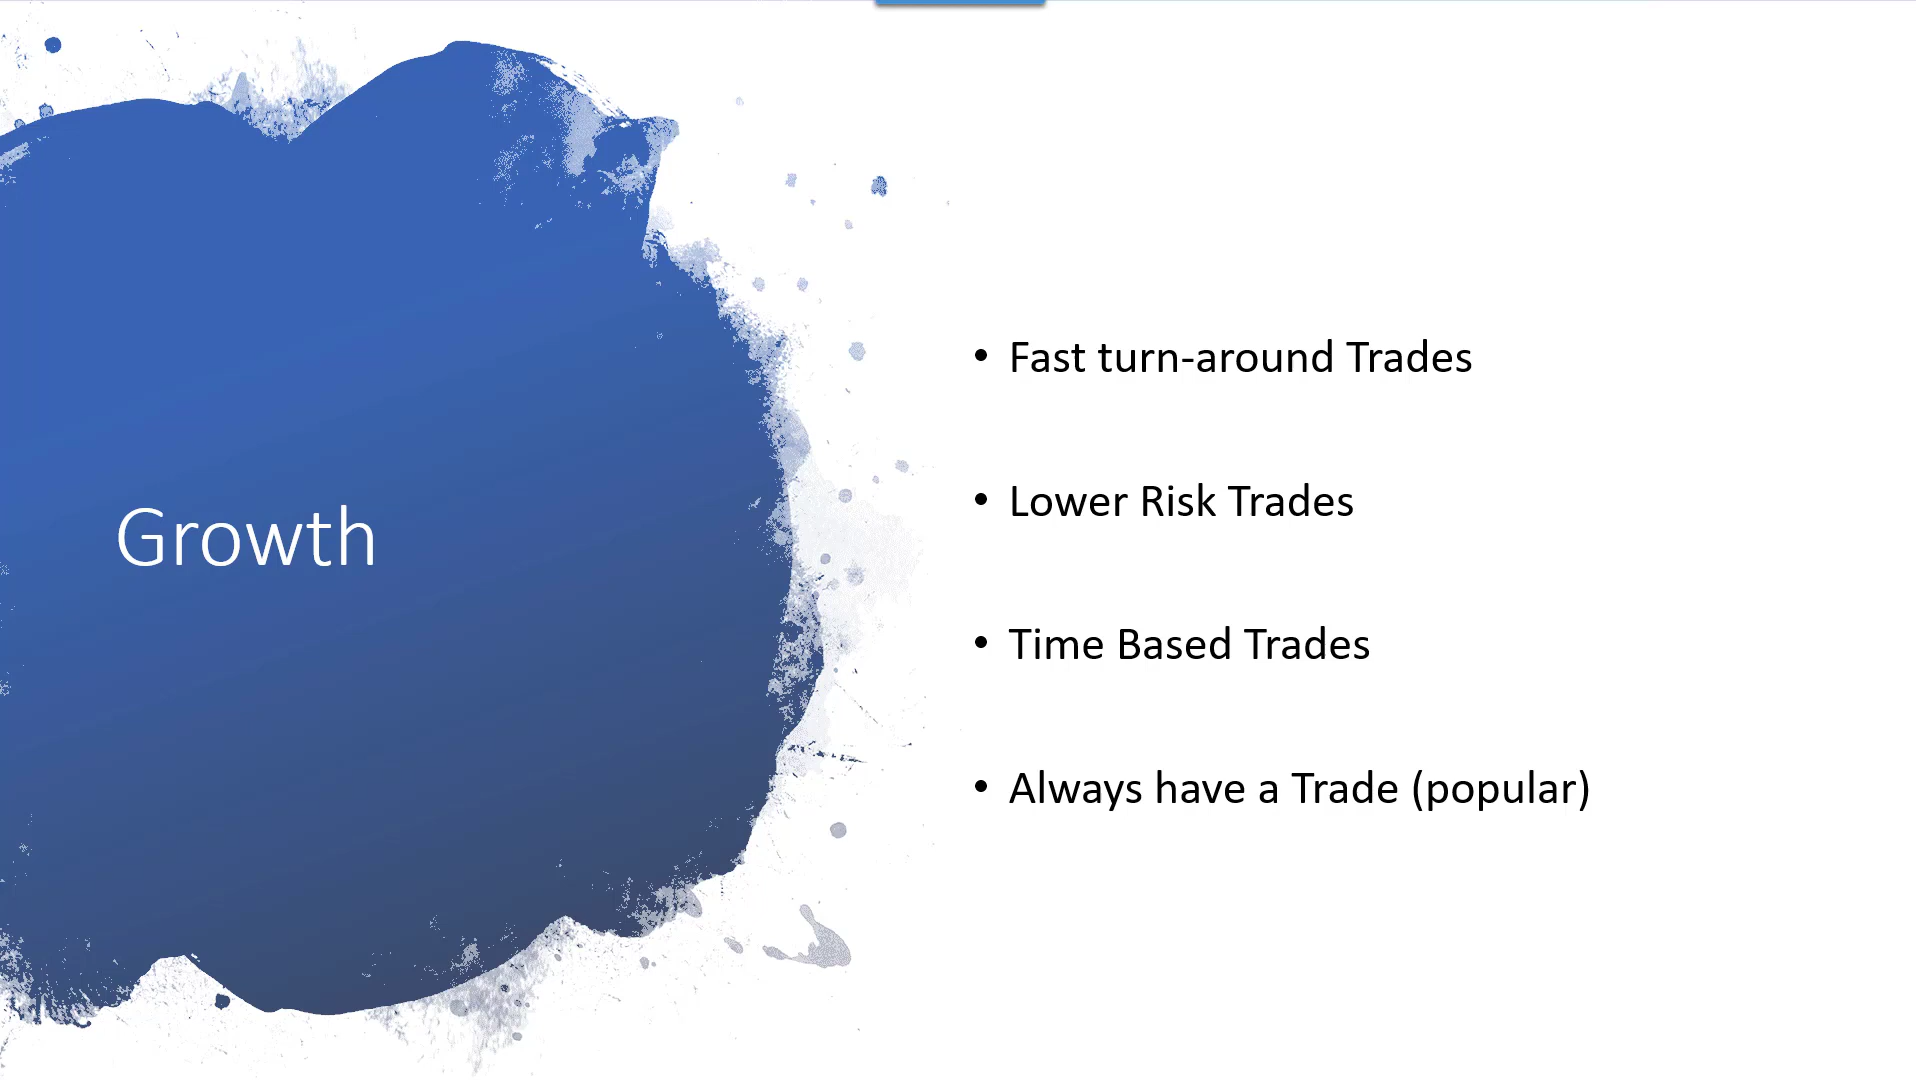 Growth
• Fast turn-around Trades
• Lower Risk Trades
• Time Based Trades
• Always have a Trade (popular)